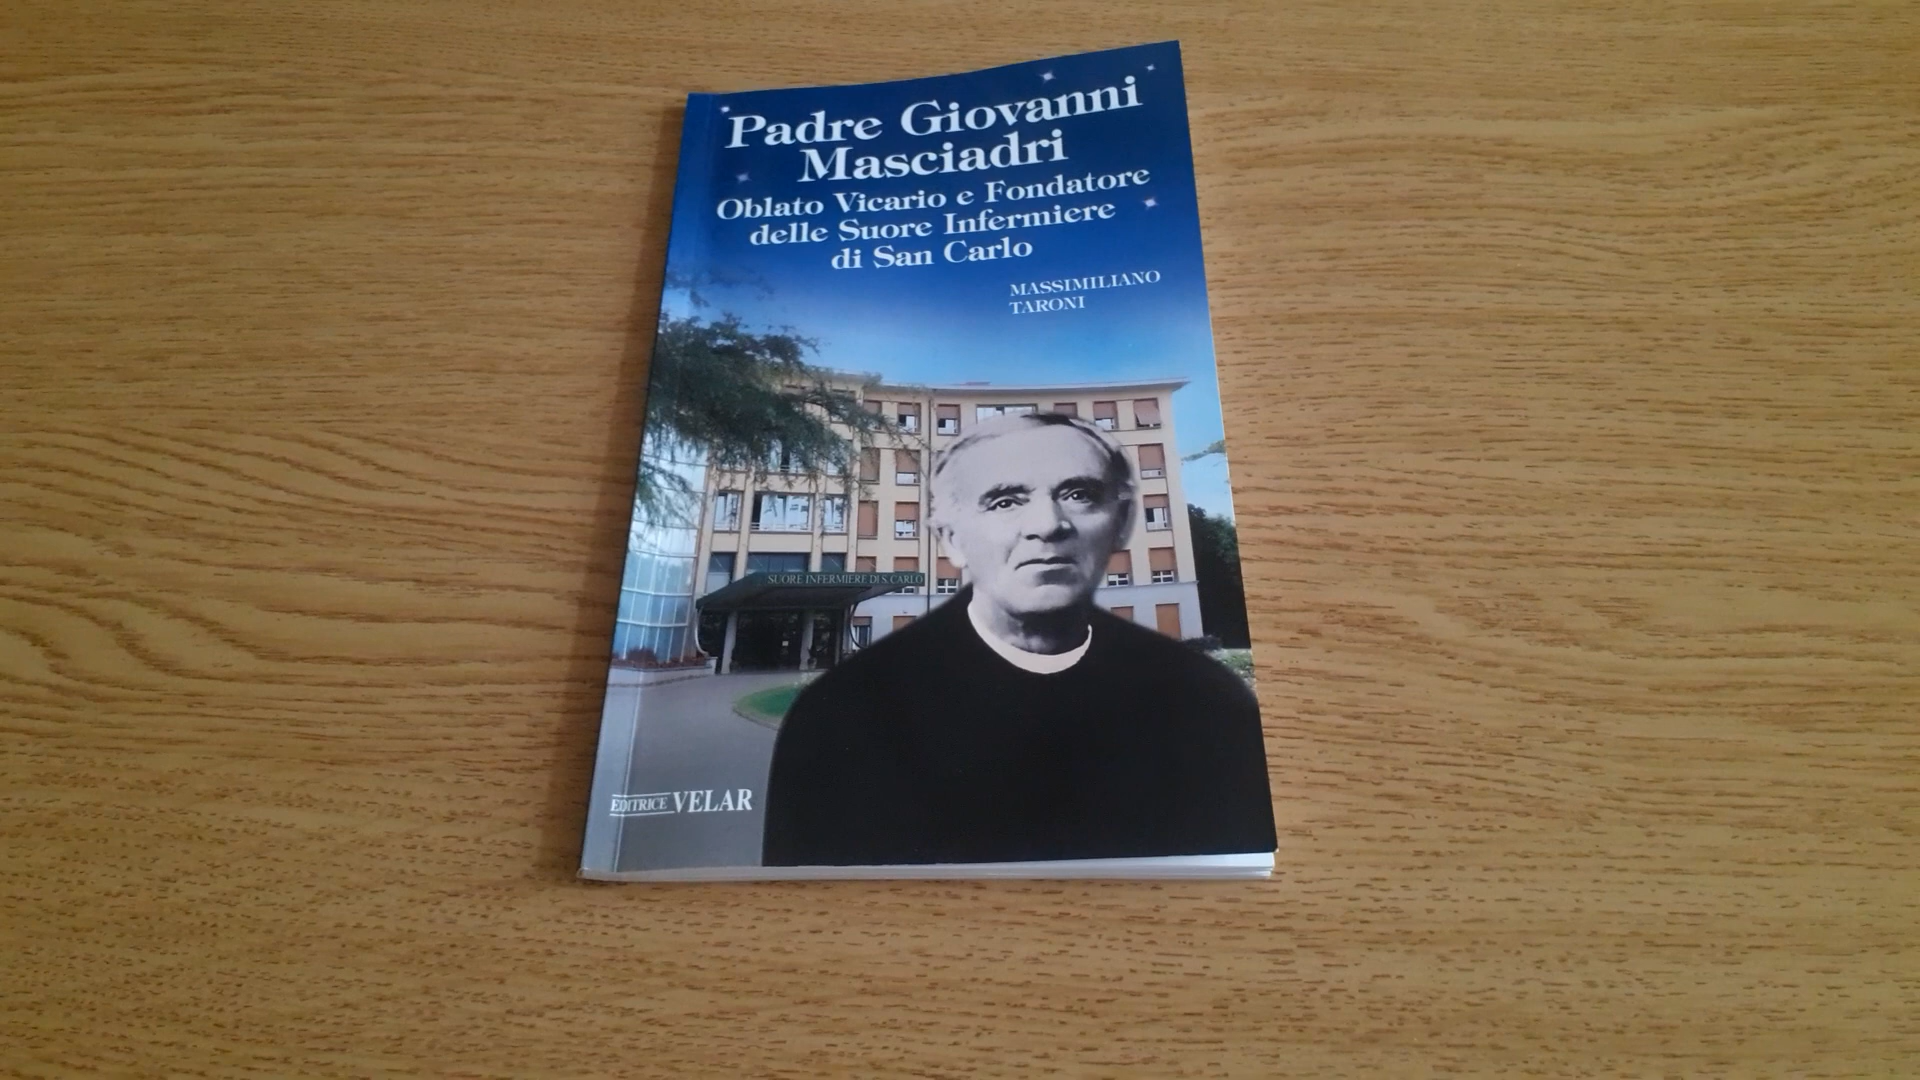 Padre Giovanni
Masciadri
Oblato Vicario e Fondatore
delle Suore Infermiere
di San Carlo
MASSIMILIANO
TARONI
SUORE INFERMIERE DI S. CARLO
EDITRICE VELAR